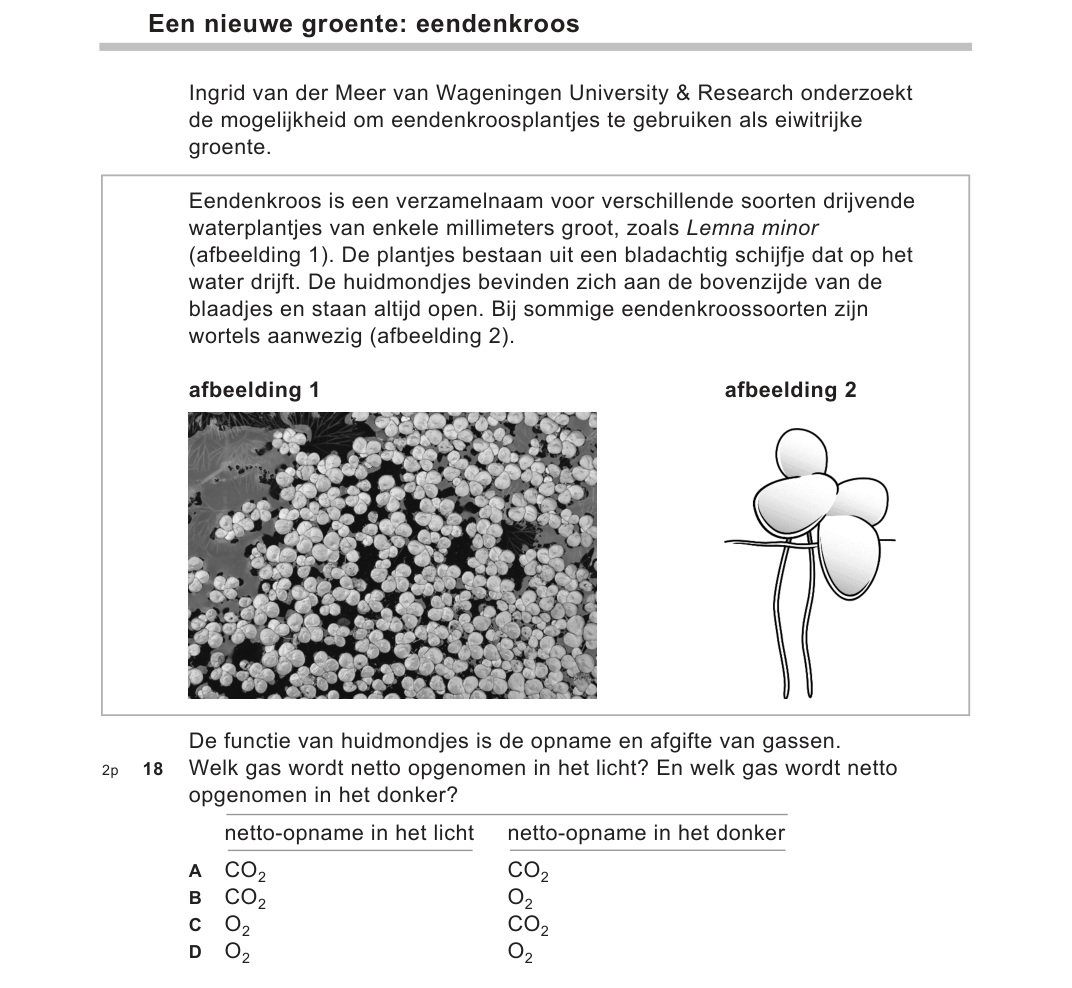 Een nieuwe groente: eendenkroos
Ingrid van der Meer van Wageningen University & Research onderzoekt
de mogelijkheid om eendenkroosplantjes te gebruiken als eiwitrijke
groente.
Eendenkroos is een verzamelnaam voor verschillende soorten drijvende
waterplantjes van enkele millimeters groot, zoals Lemna minor
(afbeelding 1). De plantjes bestaan uit een bladachtig schijfje dat op het
water drijft. De huidmondjes bevinden zich aan de bovenzijde van de
blaadjes en staan altijd open. Bij sommige eendenkroossoorten zijn
wortels aanwezig (afbeelding 2).
afbeelding 1 afbeelding 2
De functie van huidmondjes is de opname en afgifte van gassen.
2p 18 Welk gas wordt netto opgenomen in het licht? En welk gas wordt netto
opgenomen in het donker?
netto-opname in het licht netto-opname in het donker
A CO₂ CO₂
B CO₂ O₂
C O₂ CO₂
D O₂ O₂